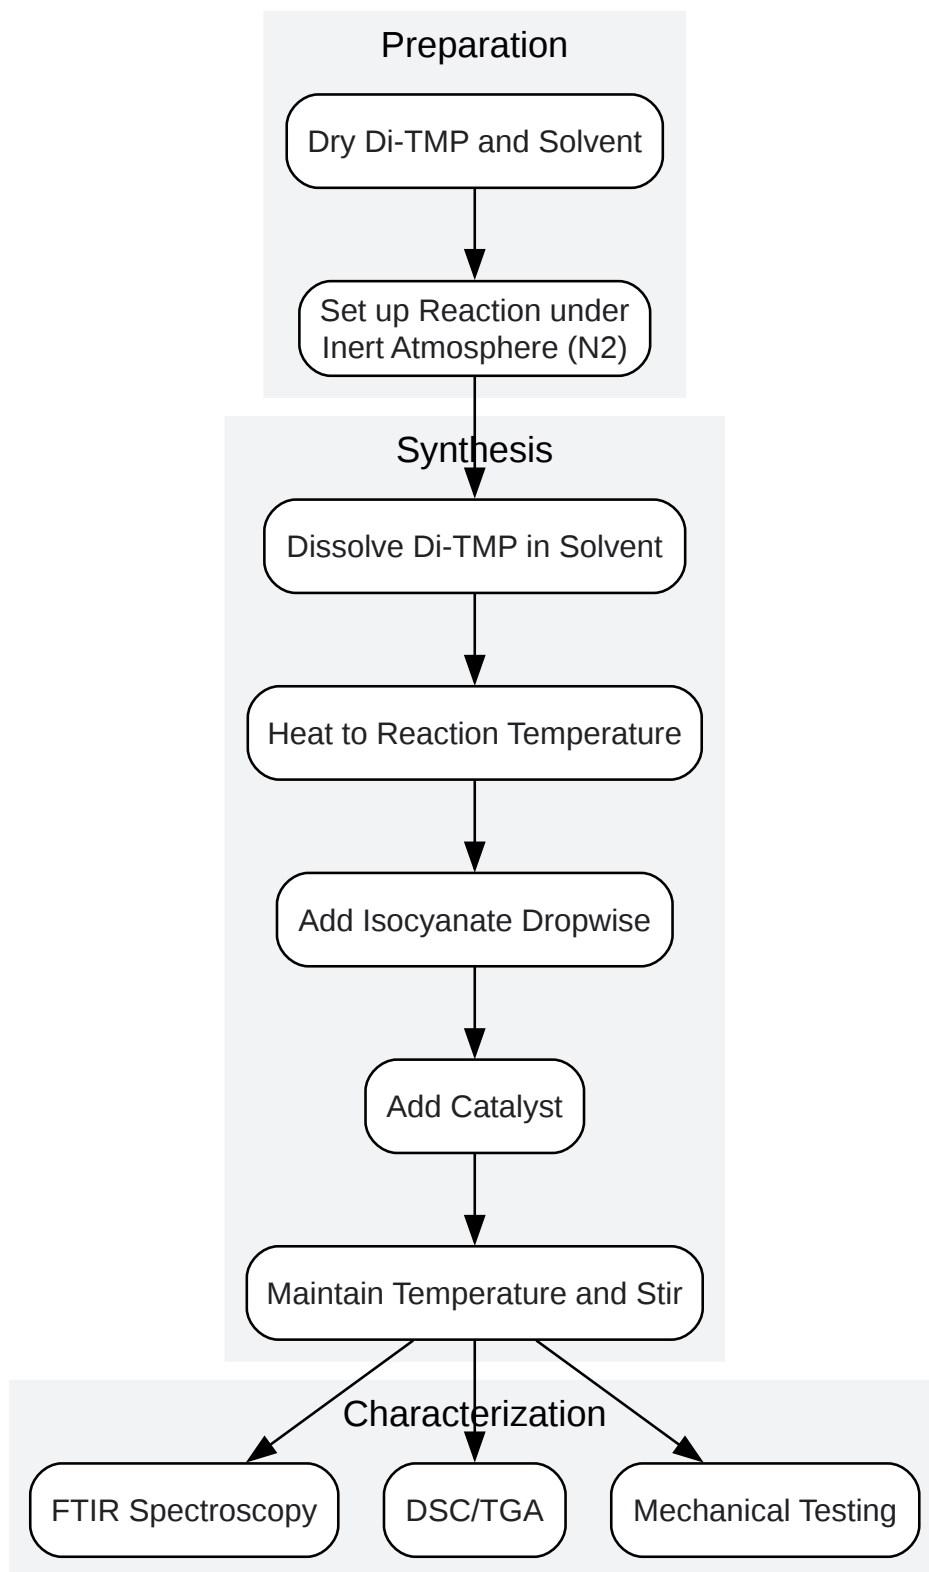 Preparation
Dry Di-TMP and Solvent
Set up Reaction under
Inert Atmosphere (N2)
Synthesis
Dissolve Di-TMP in Solvent
Heat to Reaction Temperature
Add Isocyanate Dropwise
Add Catalyst
Maintain Temperature and Stir
Characterization
FTIR Spectroscopy
DSC/TGA
Mechanical Testing